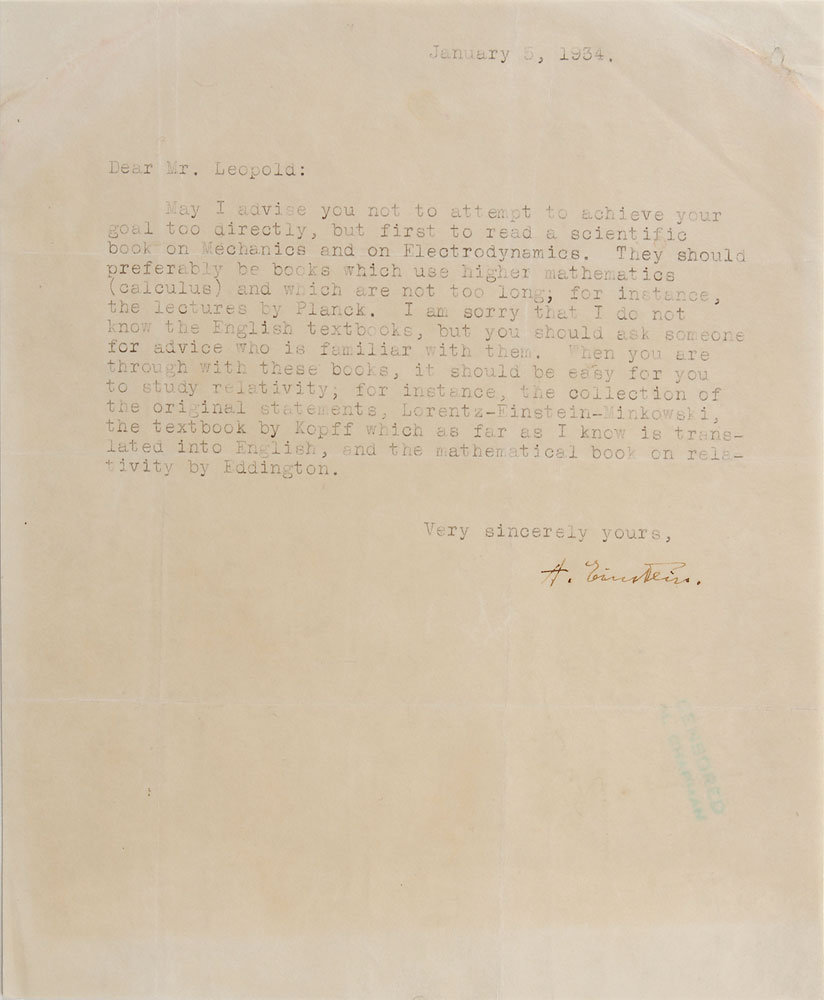 January 5, 1934.
Dear Mr. Leopold:
May I advise you not to attempt to achieve your
goal too directly, but first to read a scientific
book on Mechanics and on Electrodynamics. They should
preferably be books which use higher mathematics
(calculus) and which are not too long; for instance,
the lectures by Planck. I am sorry that I do not
know the English textbooks, but you should ask someone
for advice who is familiar with them. When you are
through with these books, it should be easy for you
to study relativity; for instance, the collection of
the original statements, Lorentz-Einstein-Minkowski,
the textbook by Kopff which as far as I know is trans-
lated into English, and the mathematical book on rela-
tivity by Eddington.
Very sincerely yours,
A. Einstein.
CENSORED
M. CHAPMAN